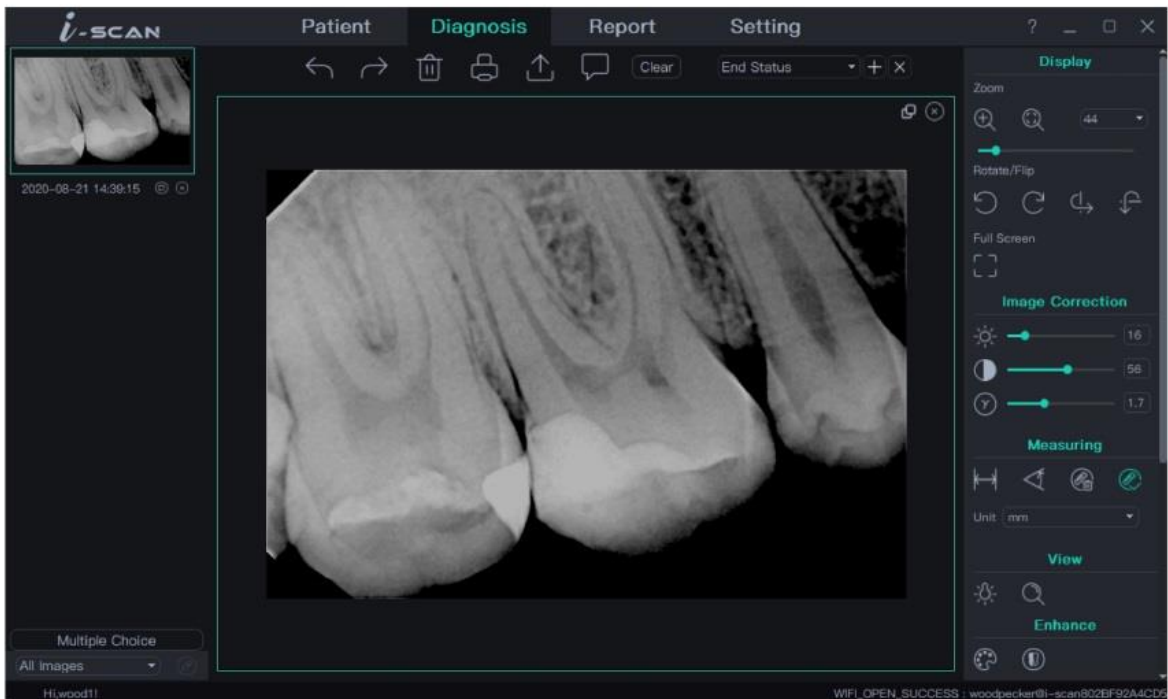 i-SCAN
Patient Diagnosis Report Setting
?
Clear End Status
Display
Zoom
44
2020-08-21 14:39:15
Rotate/Flip
Full Screen
Image Correction
16
56
γ 1.7
Measuring
Unit mm
View
Enhance
Multiple Choice
All Images
Hi,wood1!
WIFI_OPEN_SUCCESS : woodpecker@i-scan802BF92A4CD